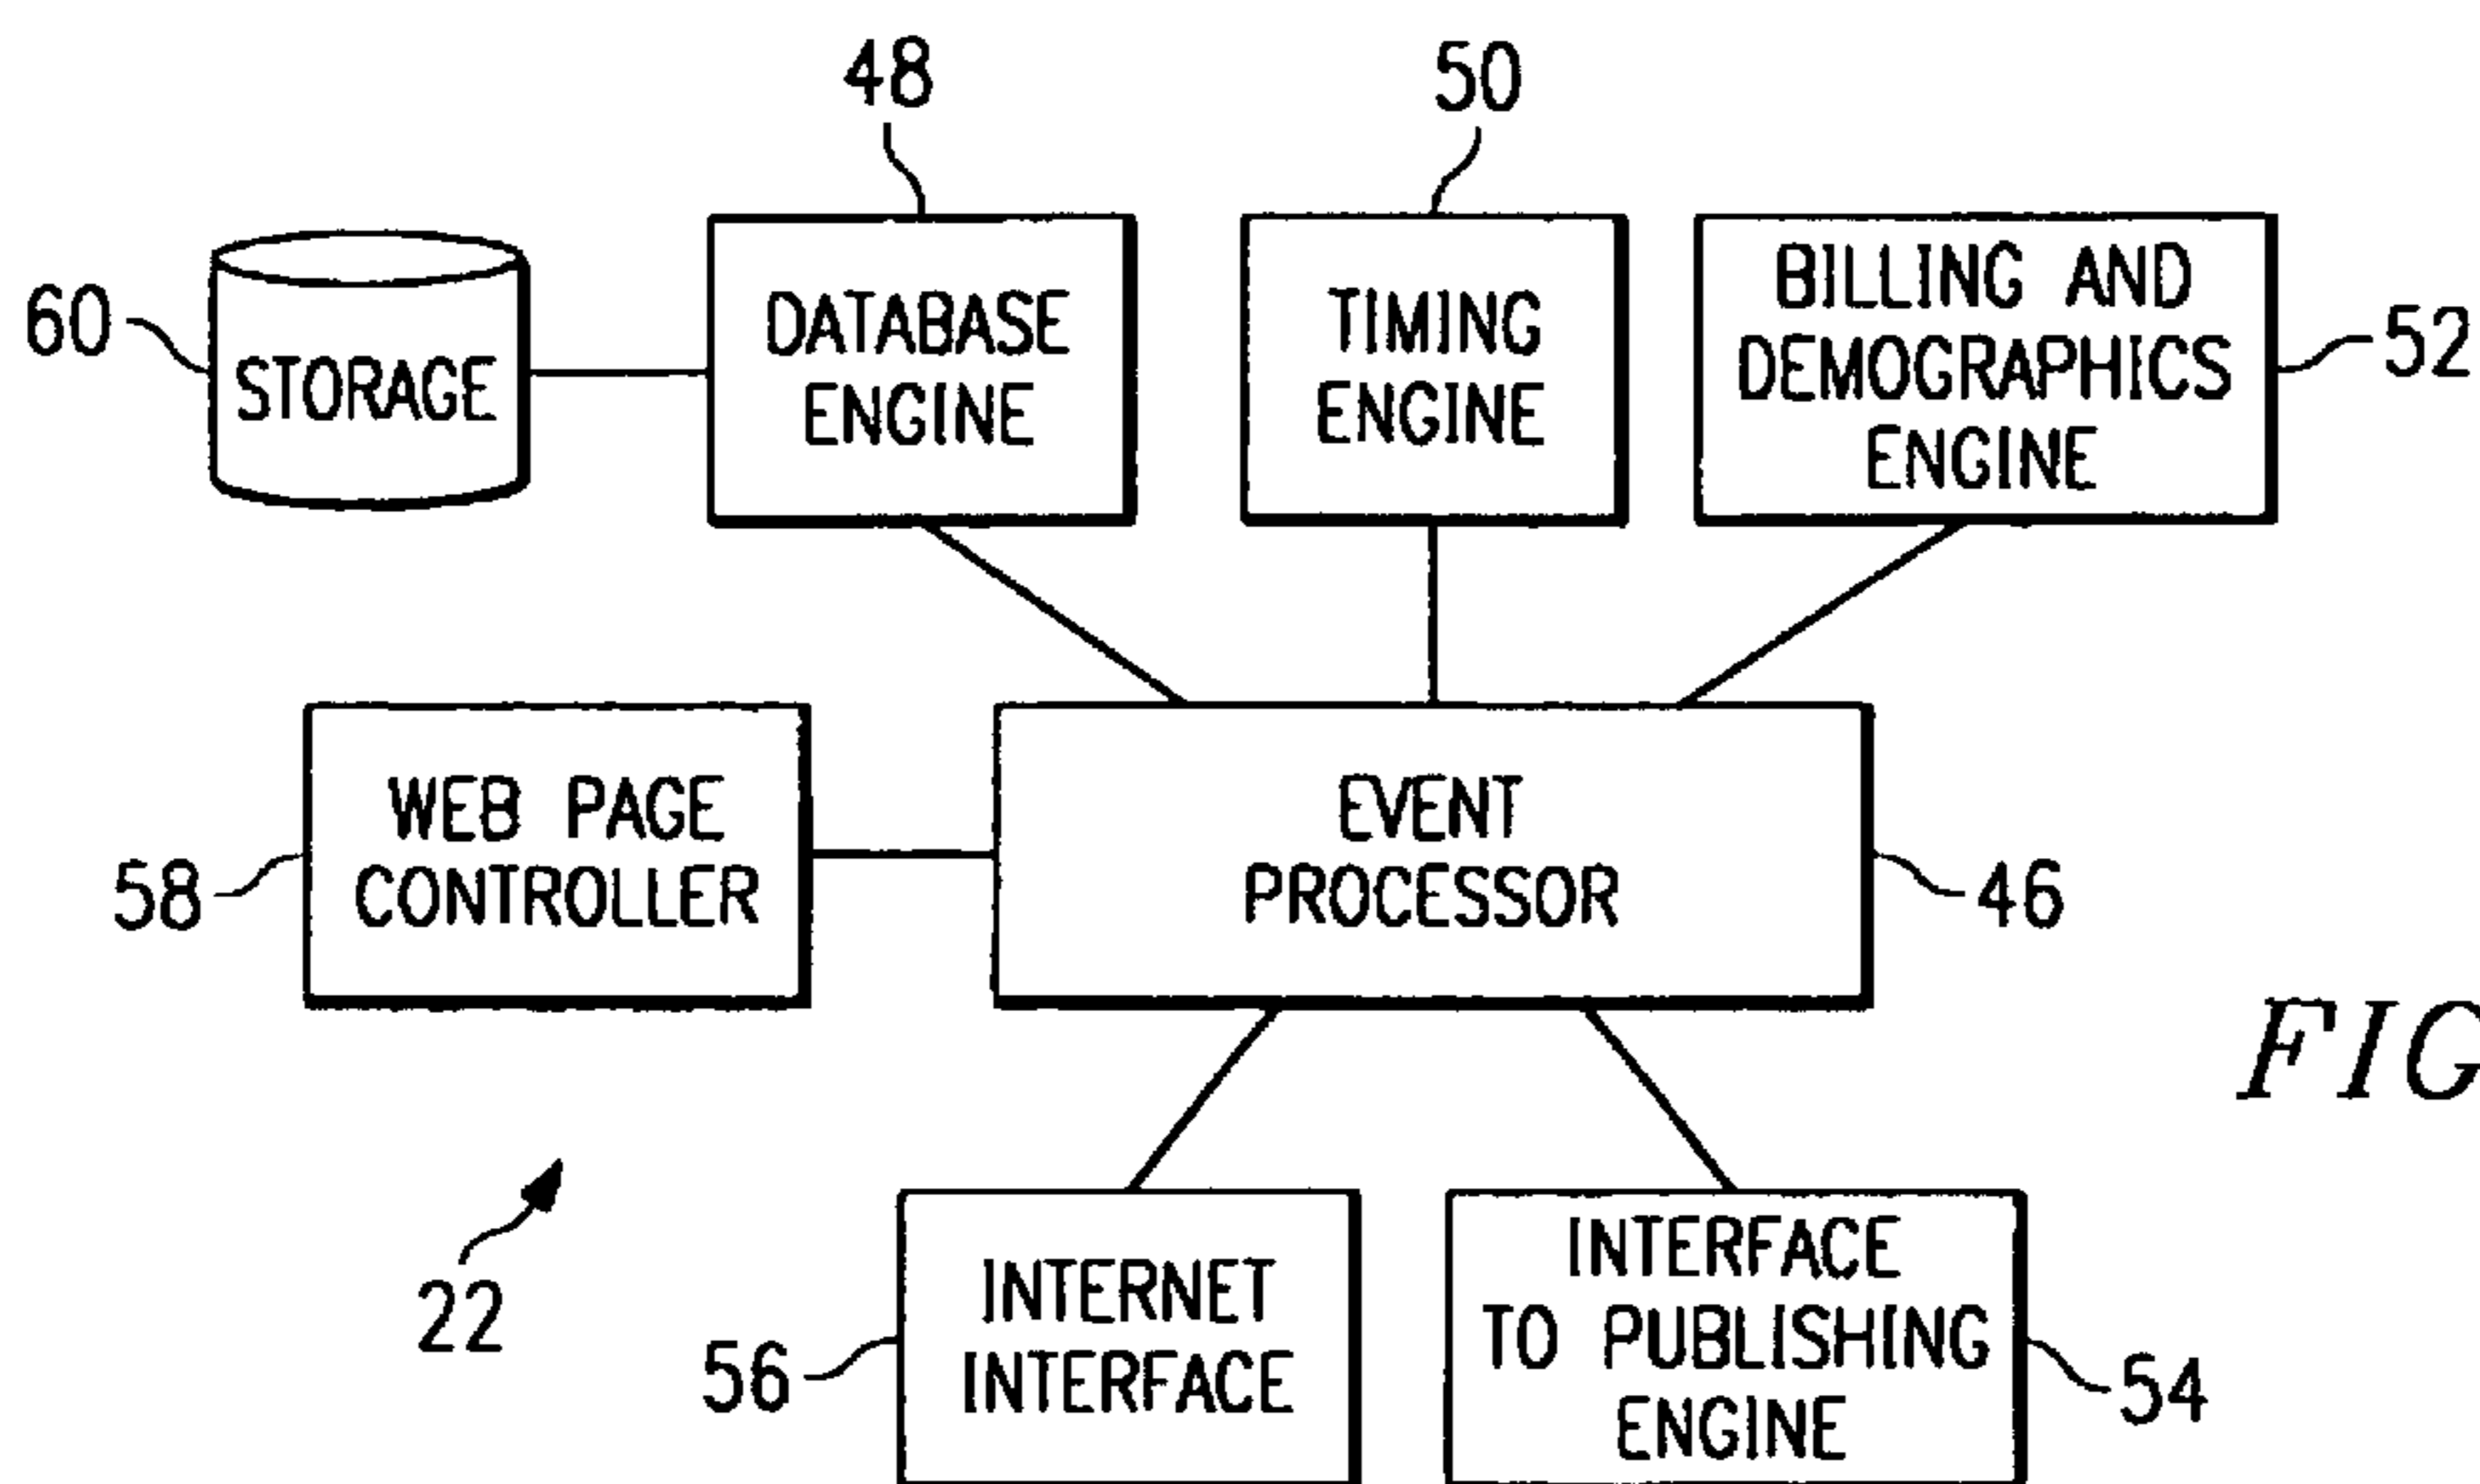 48
50
60
STORAGE
DATABASE
ENGINE
TIMING
ENGINE
BILLING AND
DEMOGRAPHICS
ENGINE
52
58
WEB PAGE
CONTROLLER
EVENT
PROCESSOR
46
FIG
22
56
INTERNET
INTERFACE
INTERFACE
TO PUBLISHING
ENGINE
54